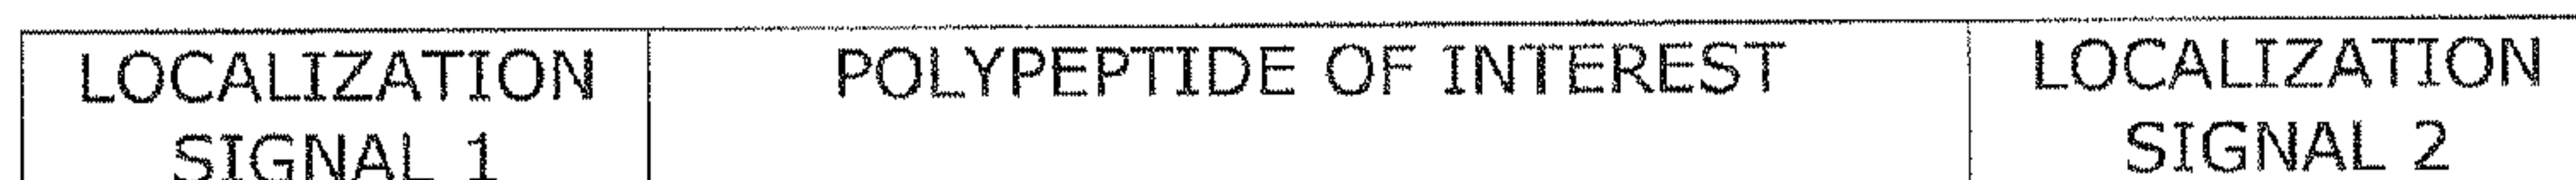 LOCALIZATION
SIGNAL 1
POLYPEPTIDE OF INTEREST
LOCALIZATION
SIGNAL 2